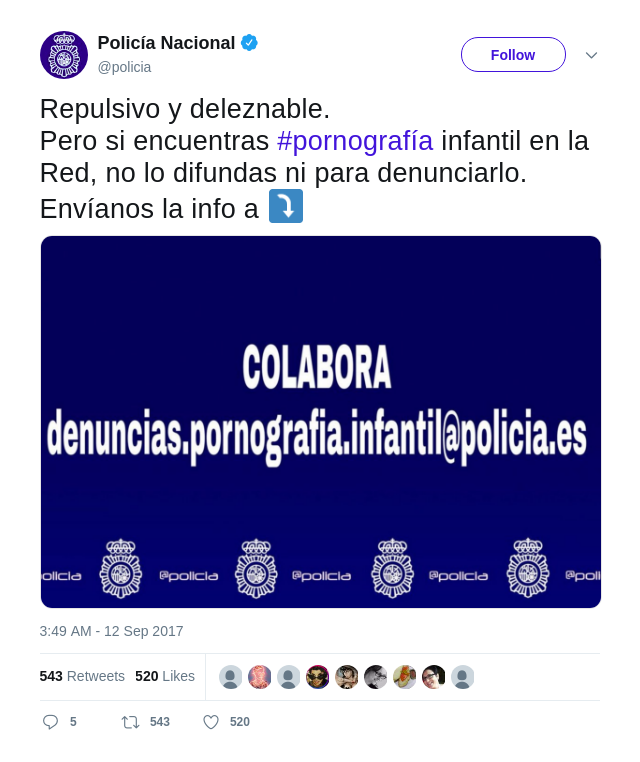 Policía Nacional
@policia
Follow
Repulsivo y deleznable.
Pero si encuentras #pornografía infantil en la
Red, no lo difundas ni para denunciarlo.
Envíanos la info a
COLABORA
denuncias.pornografia.infantil@policia.es
olicia @policia @policia @policia @poli
3:49 AM - 12 Sep 2017
543 Retweets 520 Likes
5 543 520